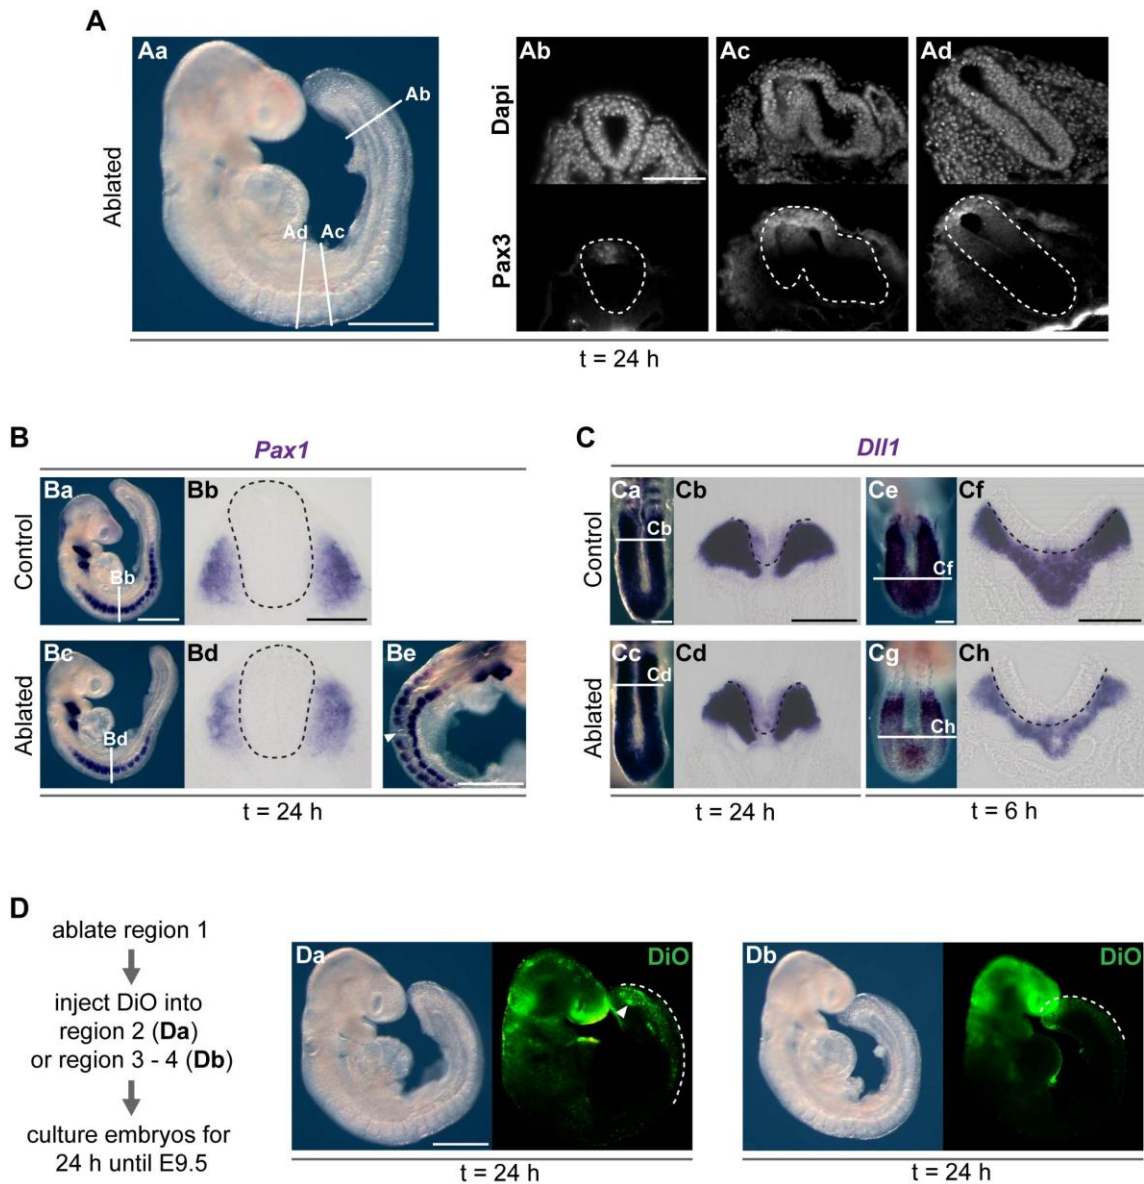 A
Aa
Ab
Ac
Ad
Ab
Ad
Ac
Ablated
Dapi
Pax3
t = 24 h
B
Pax1
C
Dll1
Ba
Bb
Bb
Ca
Cb
Cb
Ce
Cf
Cf
Control
Control
Bc
Bd
Bd
Be
Cc
Cd
Cd
Cg
Ch
Ch
Ablated
Ablated
t = 24 h
t = 24 h
t = 6 h
D
ablate region 1
inject DiO into
region 2 (Da)
or region 3 - 4 (Db)
culture embryos for
24 h until E9.5
Da
DiO
Db
DiO
t = 24 h
t = 24 h